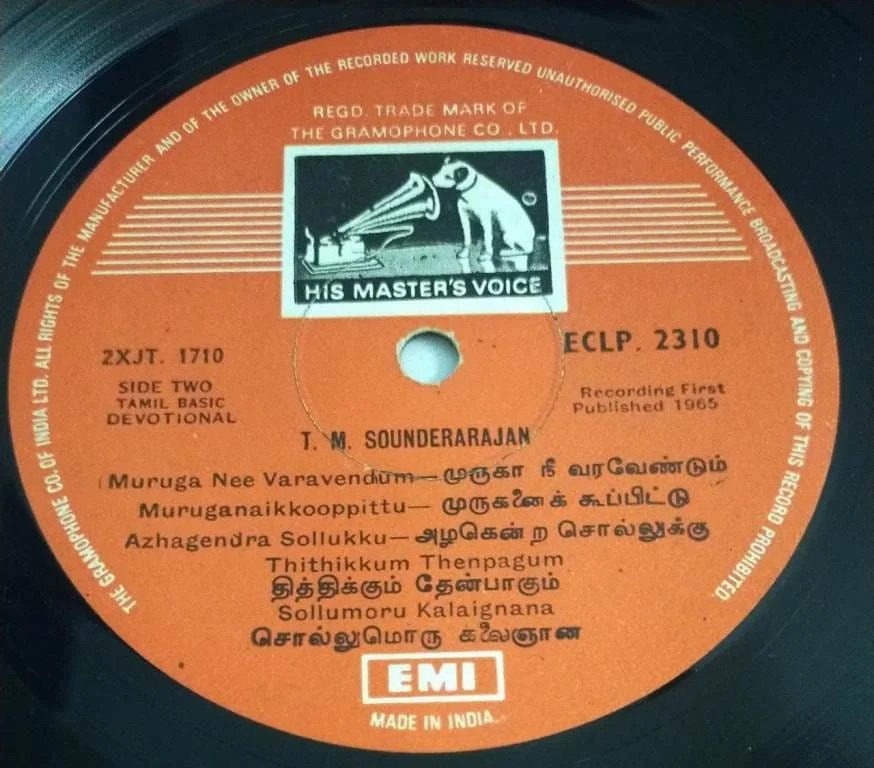 THE GRAMOPHONE CO. OF INDIA LTD. ALL RIGHTS OF THE MANUFACTURER AND OF THE OWNER OF THE RECORDED WORK RESERVED UNAUTHORISED PUBLIC PERFORMANCE BROADCASTING AND COPYING OF THIS RECORD PROHIBITED.
REGD. TRADE MARK OF
THE GRAMOPHONE CO., LTD.
HIS MASTER'S VOICE
2XJT. 1710
ECLP. 2310
SIDE TWO
TAMIL BASIC
DEVOTIONAL
Recording First
Published 1965
T. M. SOUNDERARAJAN
Muruga Nee Varavendum—முருகா நீ வரவேண்டும்
Muruganaikkooppittu—முருகனைக் கூப்பிட்டு
Azhagendra Sollukku—அழகென்ற சொல்லுக்கு
Thithikkum Thenpagum
தித்திக்கும் தேன்பாகும்
Sollumoru Kalaignana
சொல்லுமொரு கலைஞான
EMI
MADE IN INDIA.